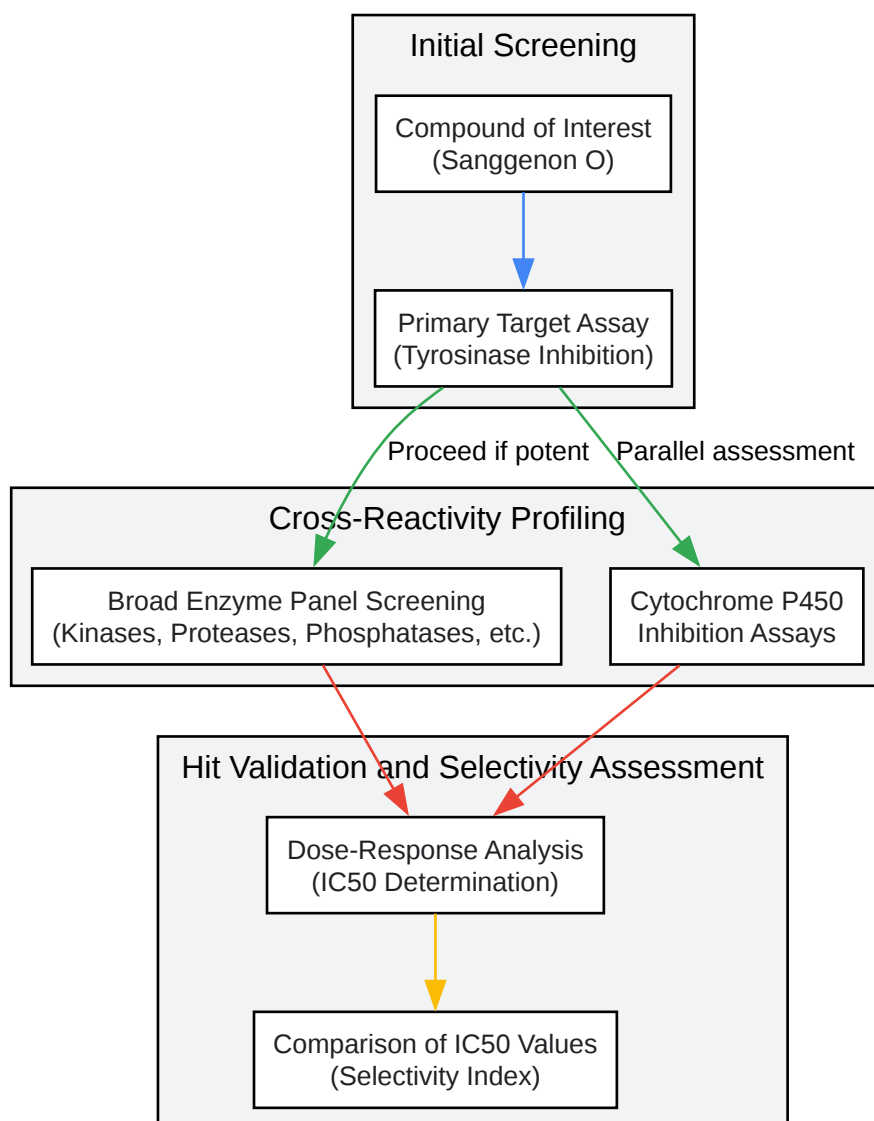 Initial Screening
Compound of Interest
(Sanggenon O)
Primary Target Assay
(Tyrosinase Inhibition)
Proceed if potent
Parallel assessment
Cross-Reactivity Profiling
Broad Enzyme Panel Screening
(Kinases, Proteases, Phosphatases, etc.)
Cytochrome P450
Inhibition Assays
Hit Validation and Selectivity Assessment
Dose-Response Analysis
(IC50 Determination)
Comparison of IC50 Values
(Selectivity Index)